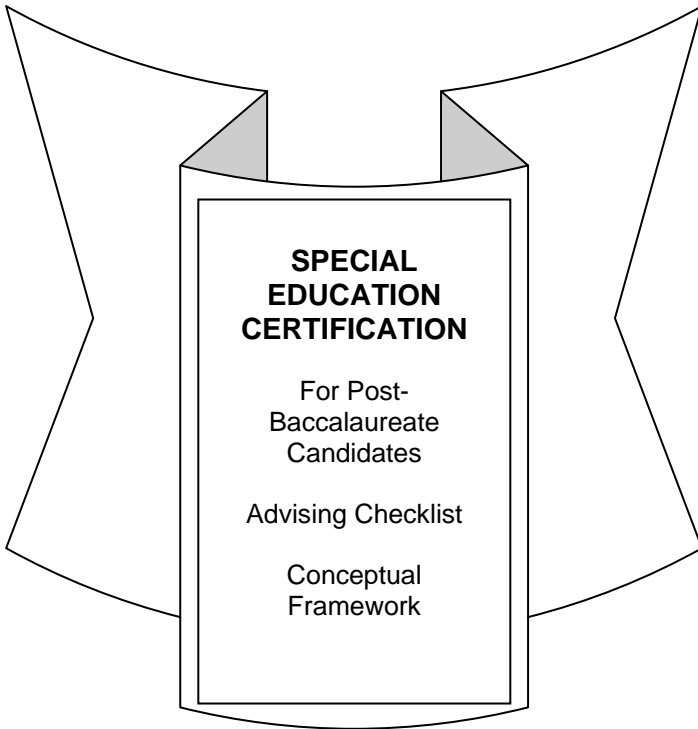 SPECIAL
EDUCATION
CERTIFICATION
For Post-
Baccalaureate
Candidates
Advising Checklist
Conceptual
Framework